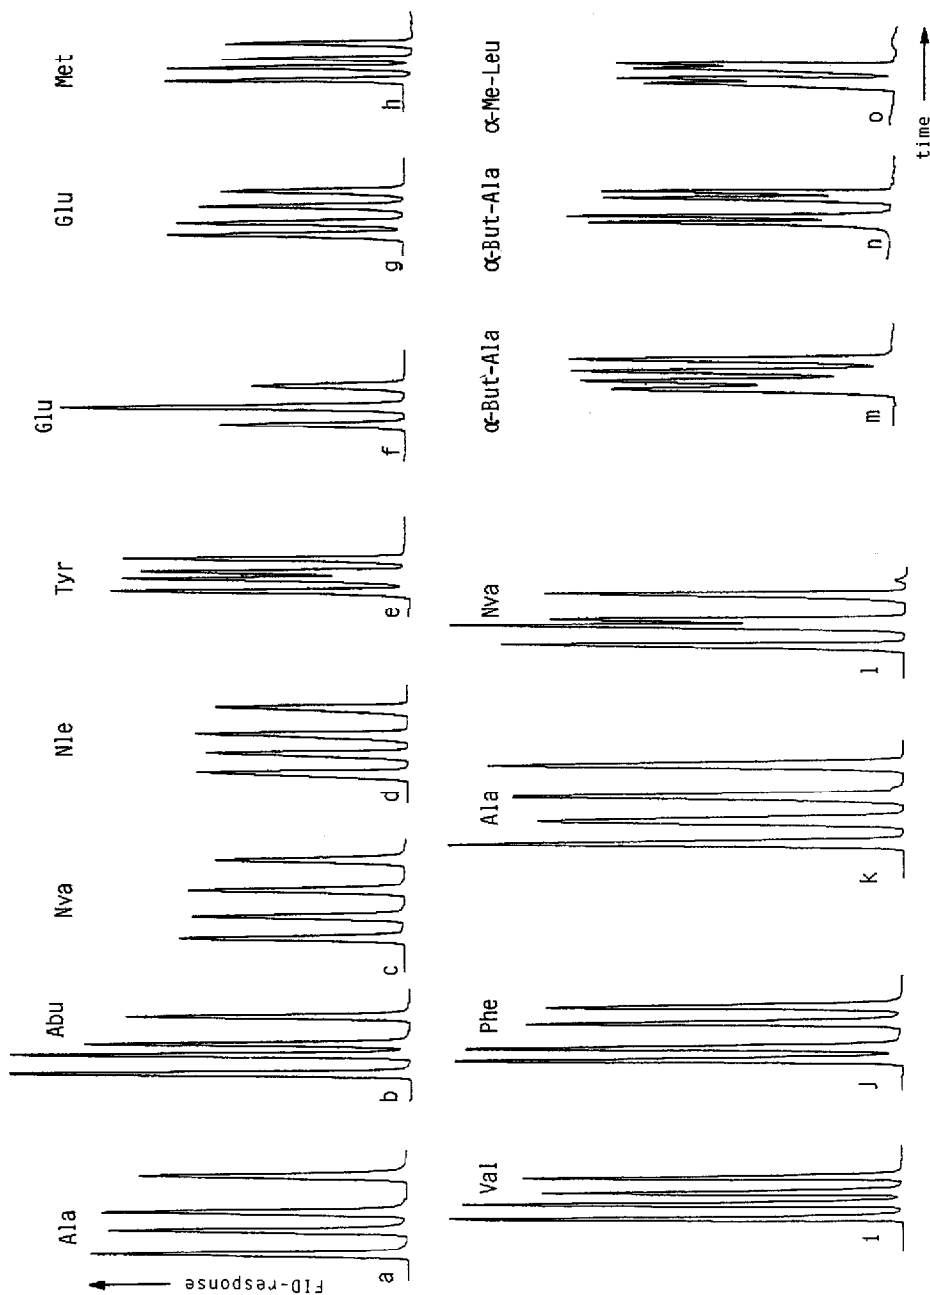 Ala
Abu
Nva
Nle
Tyr
Glu
Glu
Met
FID-response
a
b
c
d
e
f
g
h
Val
Phe
Ala
Nva
α-But-Ala
α-But-Ala
α-Me-Leu
i
j
k
l
m
n
o
time